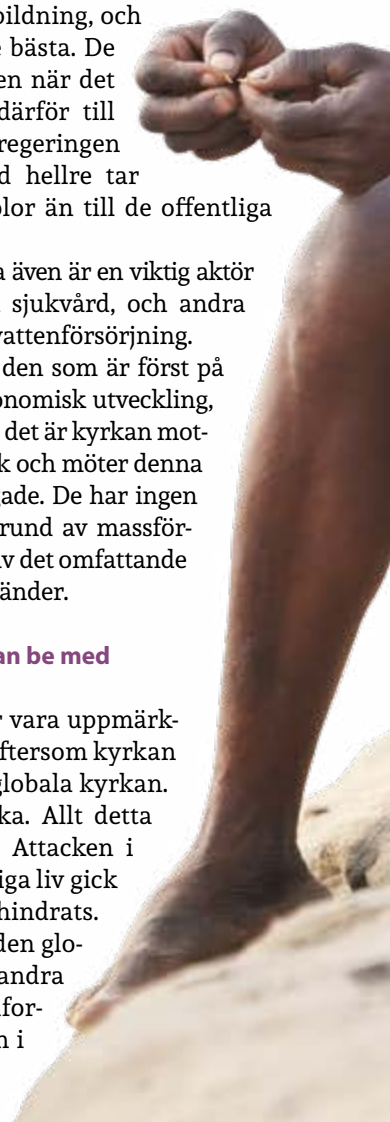 bildning, och
bästa. De
en när det
därför till
regeringen
hellre tar
än till de offentliga
även är en viktig aktör
sjukvård, och andra
vattenförsörjning.
den som är först på
onomisk utveckling,
det är kyrkan mot-
k och möter denna
gade. De har ingen
rund av massför-
v det omfattande
änder.
an be med
r vara uppmärk-
ftersom kyrkan
globala kyrkan.
ka. Allt detta
Attacken i
iga liv gick
hindrats.
den glo-
andra
for-
n i